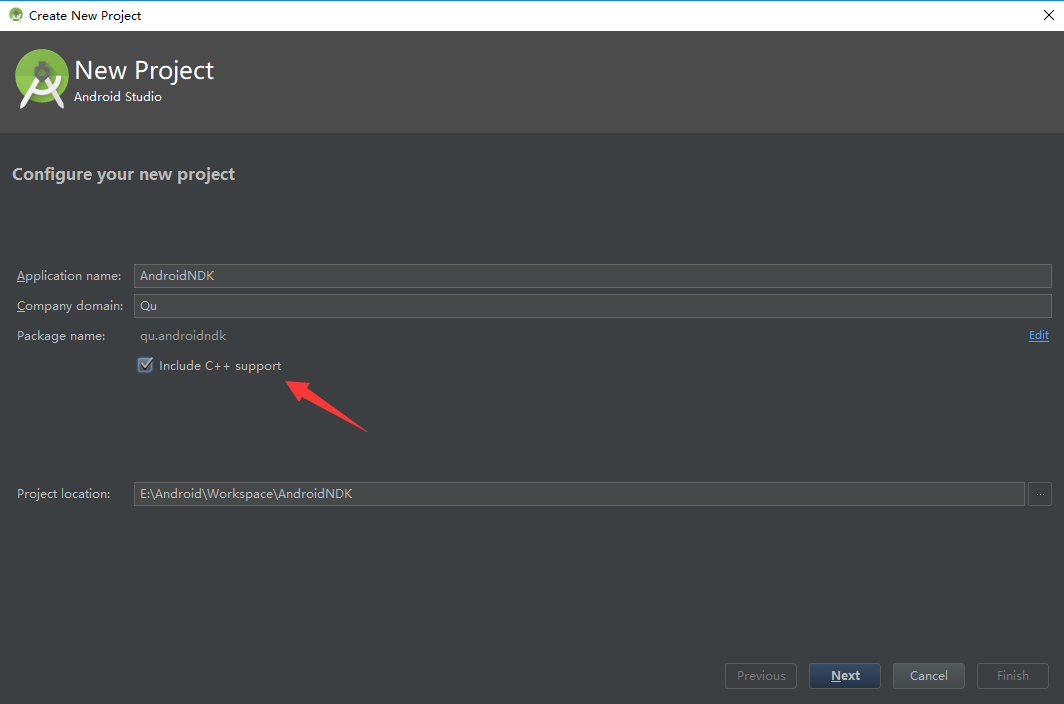 Create New Project
New Project
Android Studio
Configure your new project
Application name: AndroidNDK
Company domain: Qu
Package name: qu.androidndk Edit
Include C++ support
Project location: E:\Android\Workspace\AndroidNDK ...
Previous Next Cancel Finish